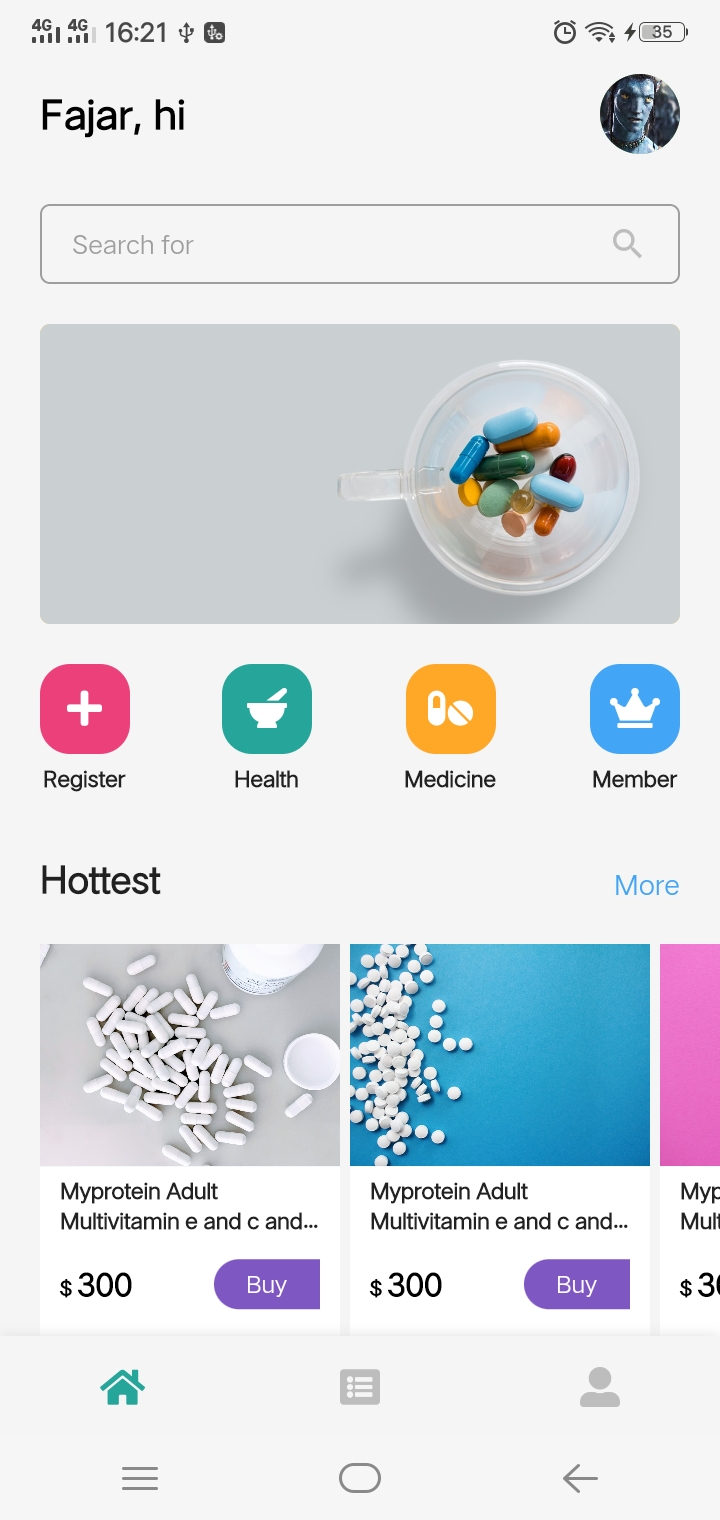 4G 4G 16:21 35
Fajar, hi
Search for
Register Health Medicine Member
Hottest More
Myprotein Adult Myprotein Adult Myp
Multivitamin e and c and... Multivitamin e and c and... Mult
$ 300 Buy $ 300 Buy $ 30